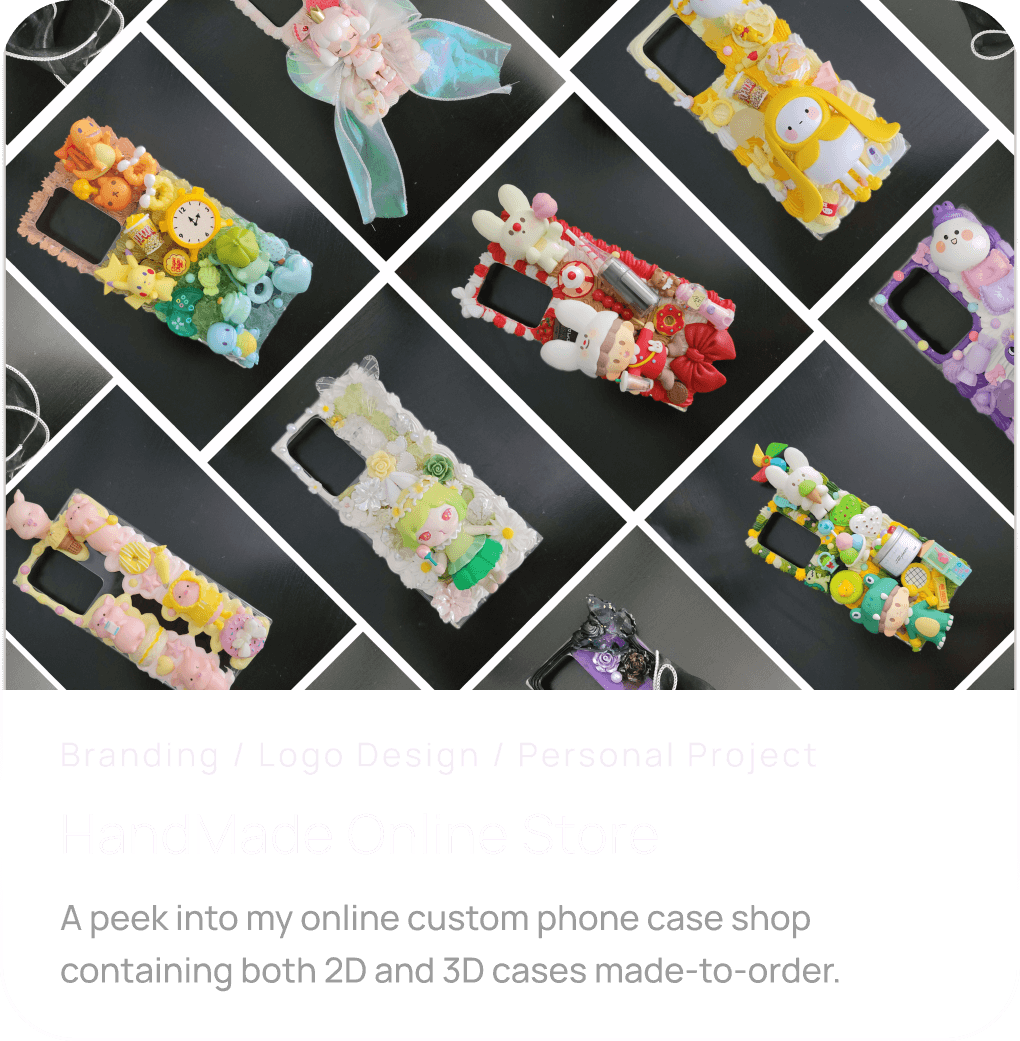 Branding / Logo Design / Personal Project
HandMade Online Store
A peek into my online custom phone case shop
containing both 2D and 3D cases made-to-order.